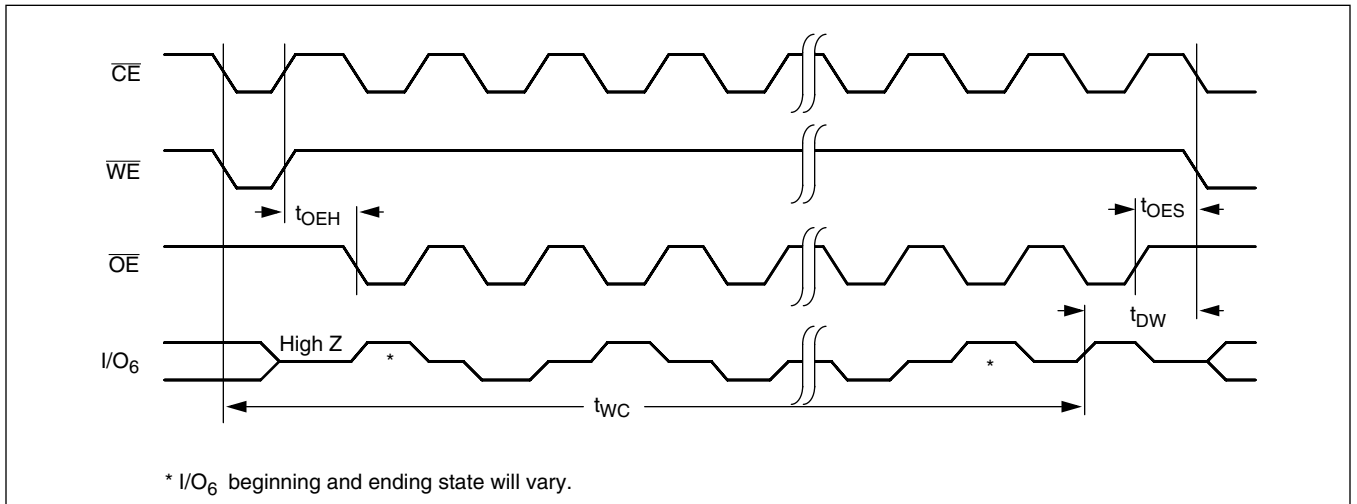 CE
WE
tOEH
tOES
OE
tDW
High Z
I/O6
*
*
tWC
* I/O6 beginning and ending state will vary.